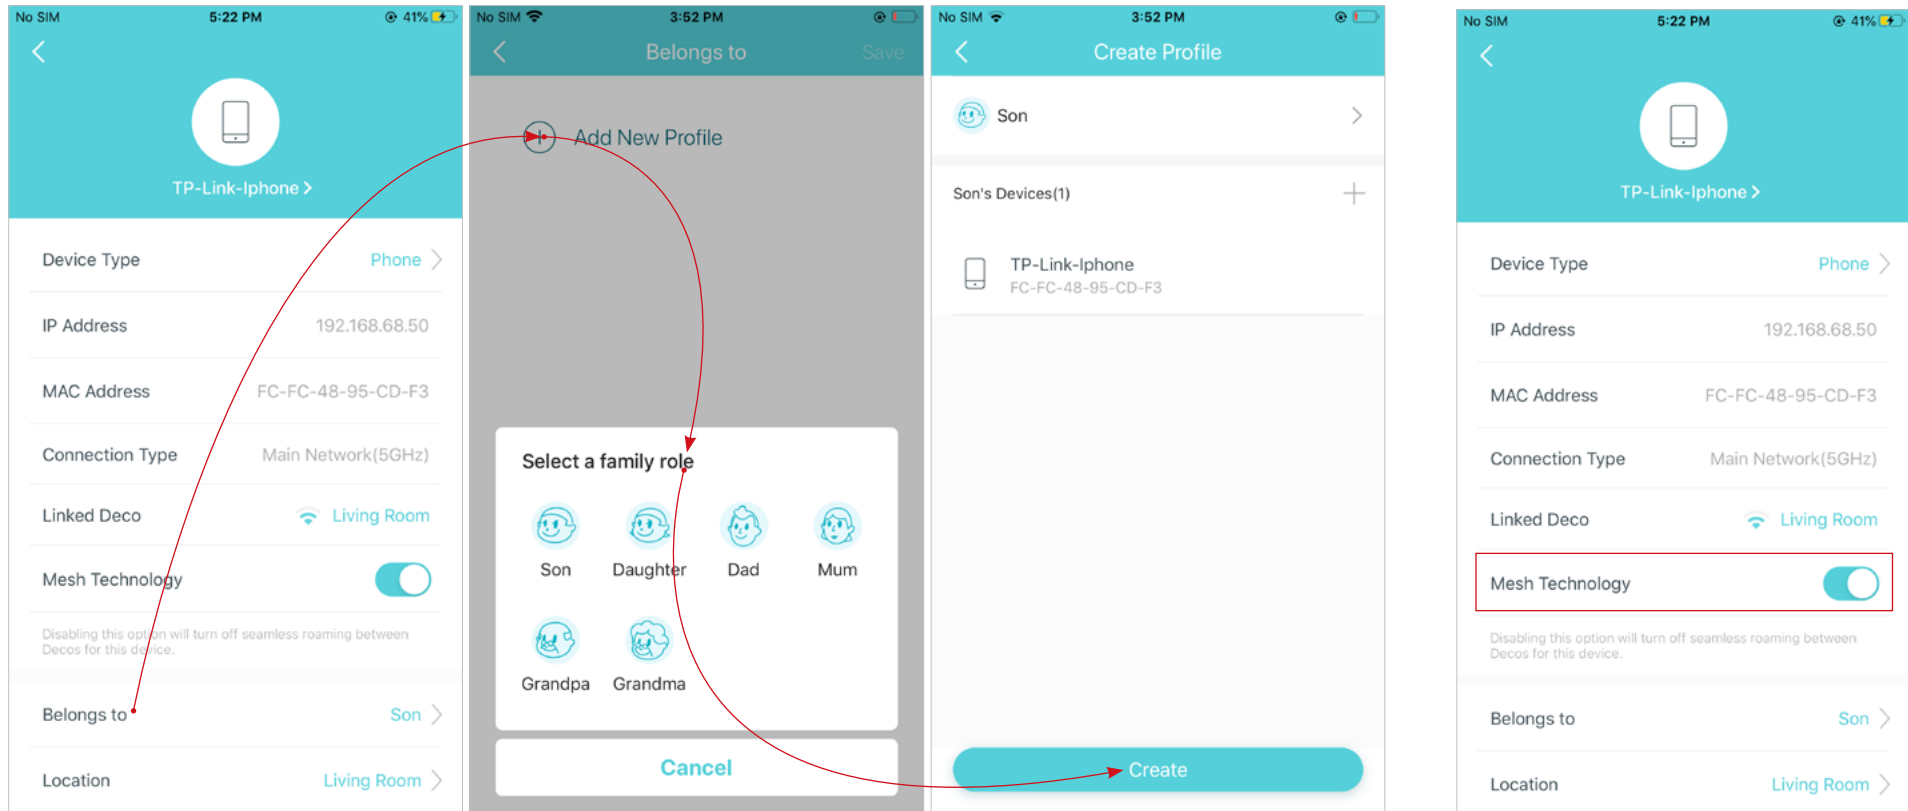 No SIM 5:22 PM 41%
TP-Link-Iphone
Device Type Phone
IP Address 192.168.68.50
MAC Address FC-FC-48-95-CD-F3
Connection Type Main Network(5GHz)
Linked Deco Living Room
Mesh Technology
Disabling this option will turn off seamless roaming between
Decos for this device.
Belongs to Son
Location Living Room
No SIM 3:52 PM
Belongs to Save
Add New Profile
Select a family role
Son Daughter Dad Mum
Grandpa Grandma
Cancel
No SIM 3:52 PM
Create Profile
Son
Son's Devices(1)
TP-Link-Iphone
FC-FC-48-95-CD-F3
Create
No SIM 5:22 PM 41%
TP-Link-Iphone
Device Type Phone
IP Address 192.168.68.50
MAC Address FC-FC-48-95-CD-F3
Connection Type Main Network(5GHz)
Linked Deco Living Room
Mesh Technology
Disabling this option will turn off seamless roaming between
Decos for this device.
Belongs to Son
Location Living Room